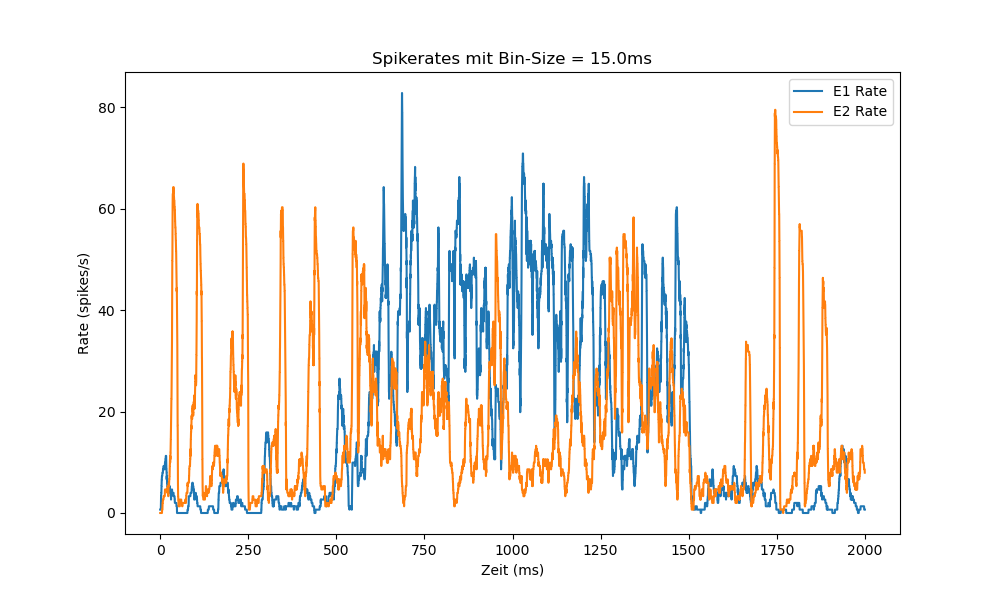 Spikerates mit Bin-Size = 15.0ms
E1 Rate
E2 Rate
Rate (spikes/s)
80
60
40
20
0
0 250 500 750 1000 1250 1500 1750 2000
Zeit (ms)